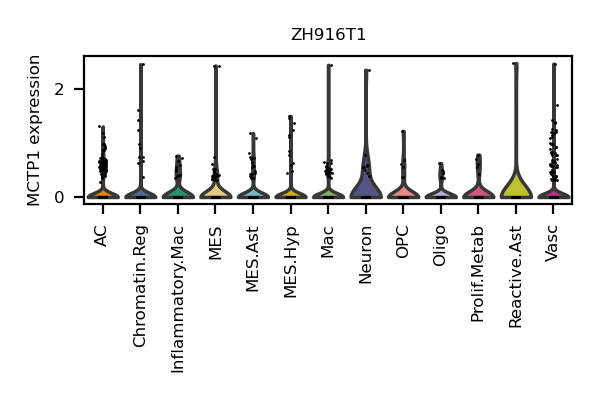 ZH916T1
MCTP1 expression
2
0
AC
Chromatin.Reg
Inflammatory.Mac
MES
MES.Ast
MES.Hyp
Mac
Neuron
OPC
Oligo
Prolif.Metab
Reactive.Ast
Vasc